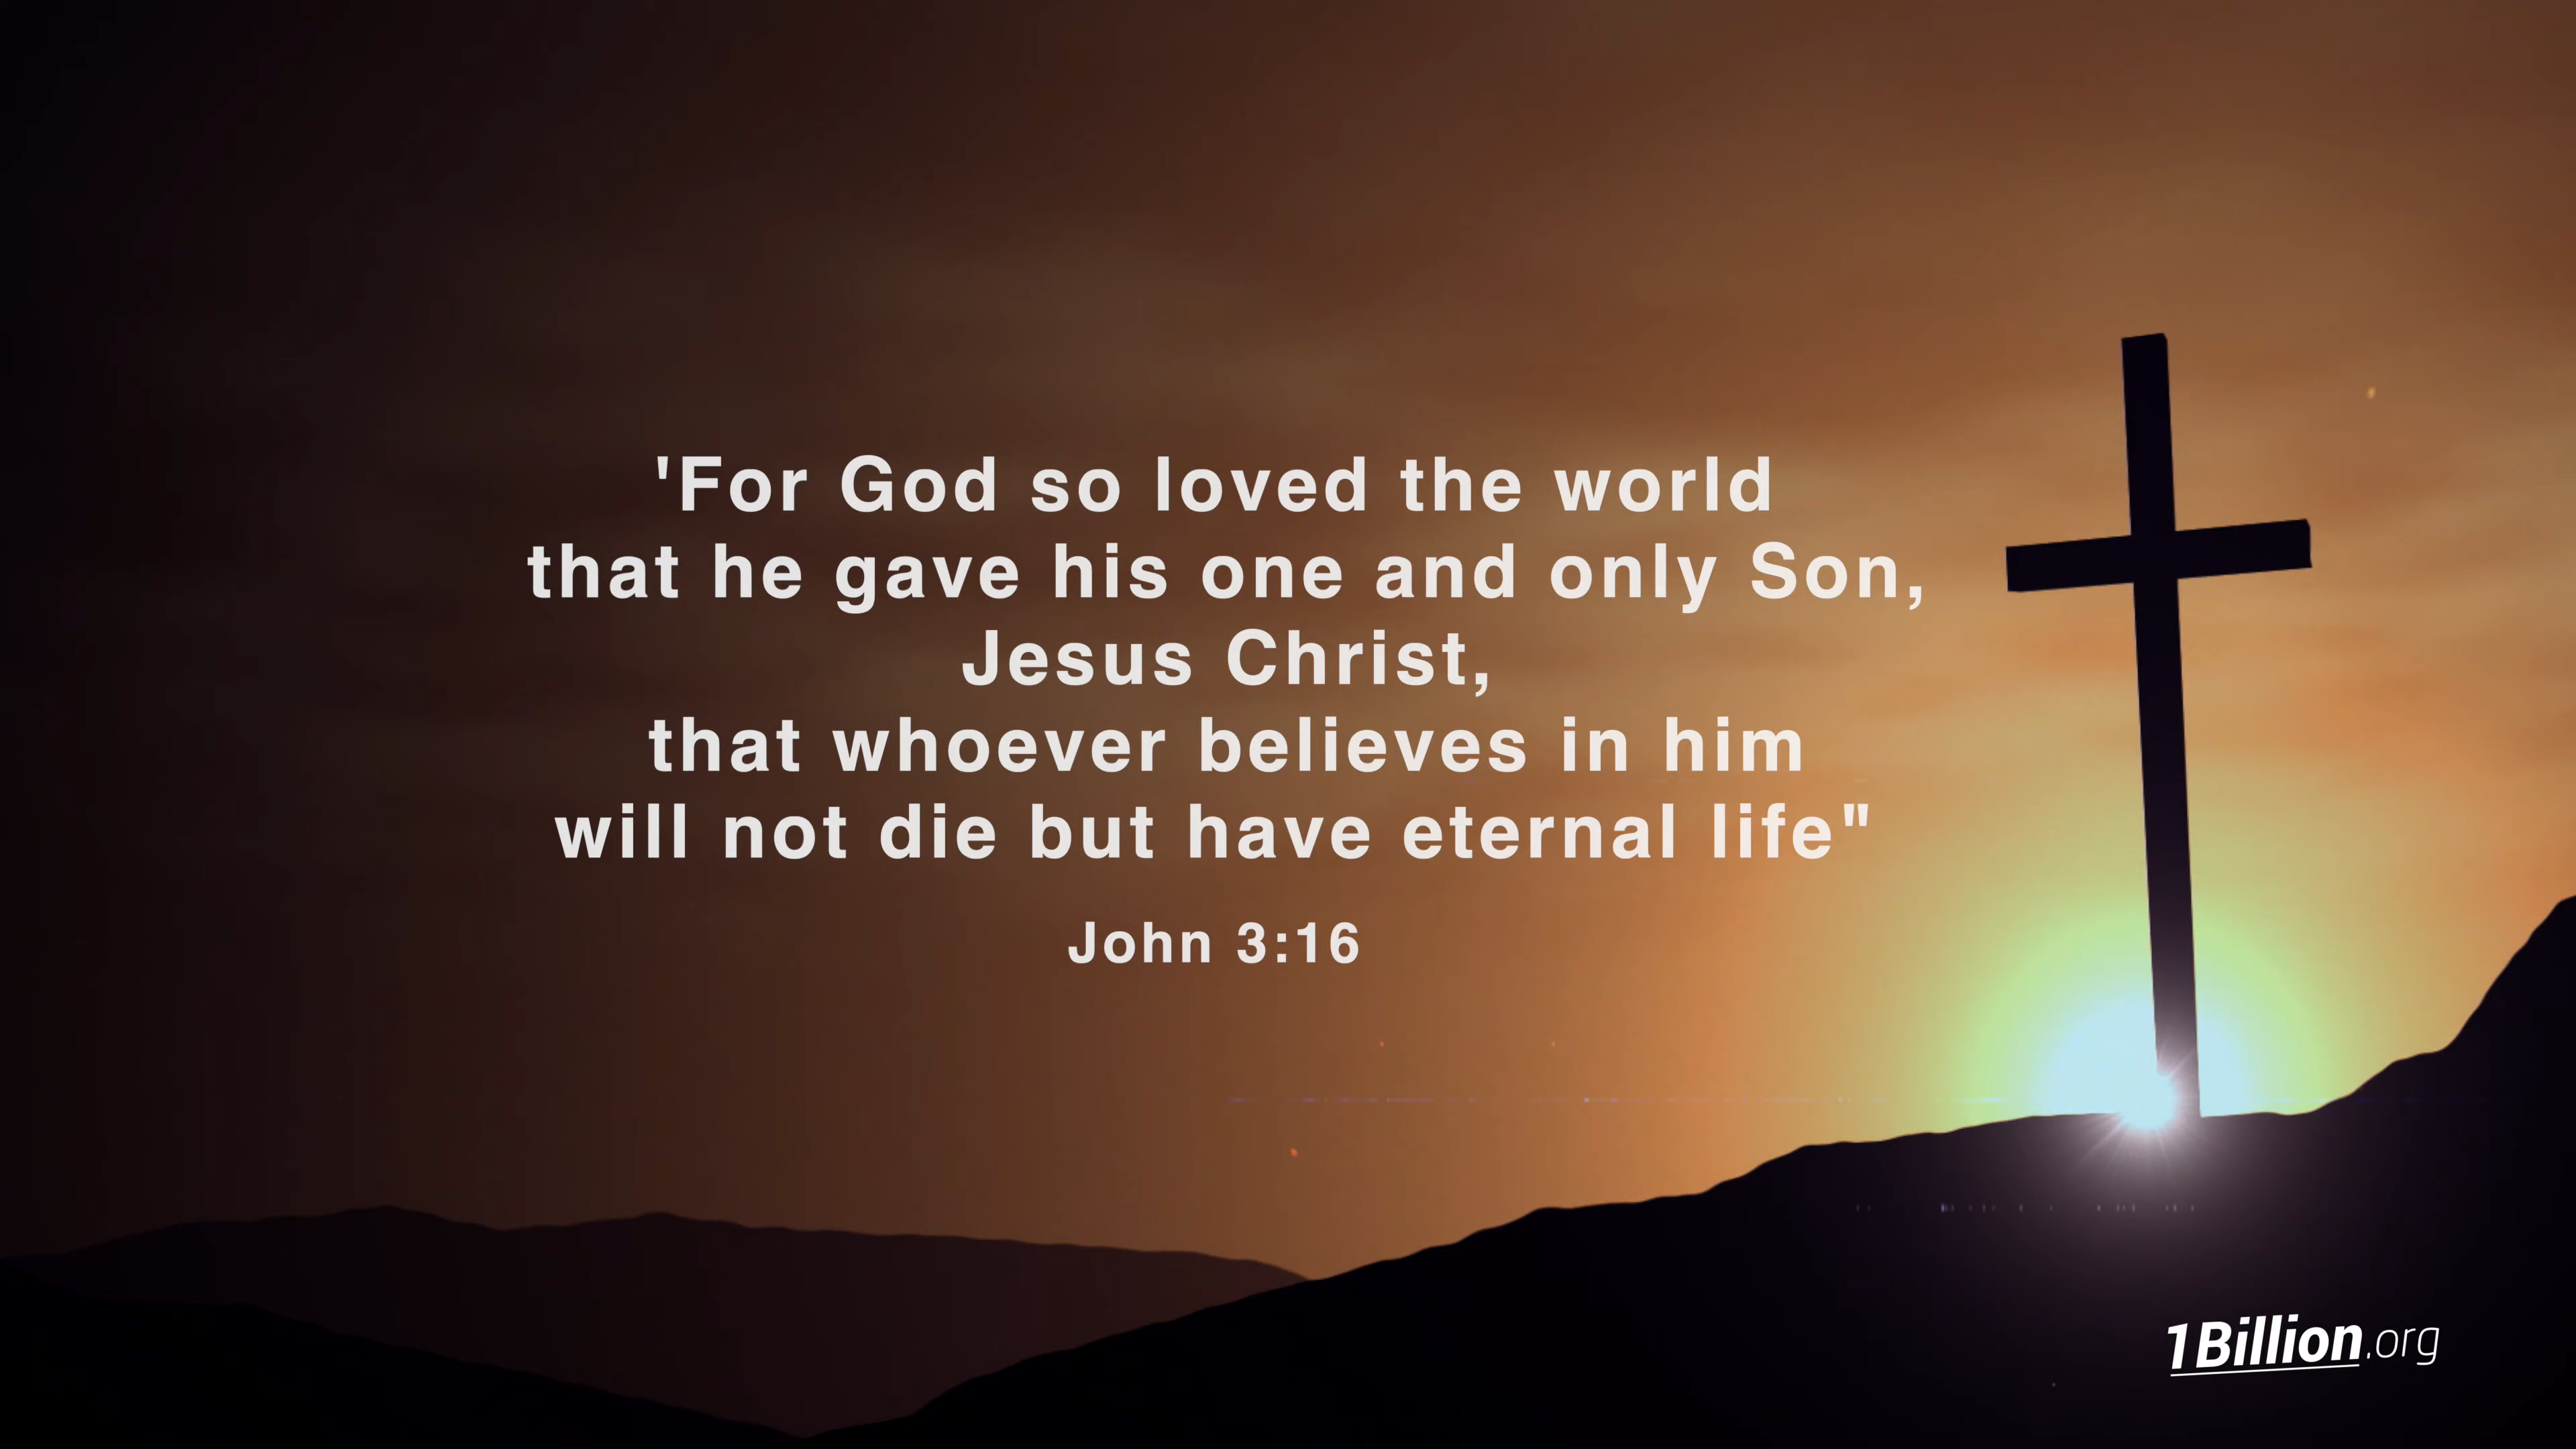 'For God so loved the world
that he gave his one and only Son,
Jesus Christ,
that whoever believes in him
will not die but have eternal life"
John 3:16
1Billion.org